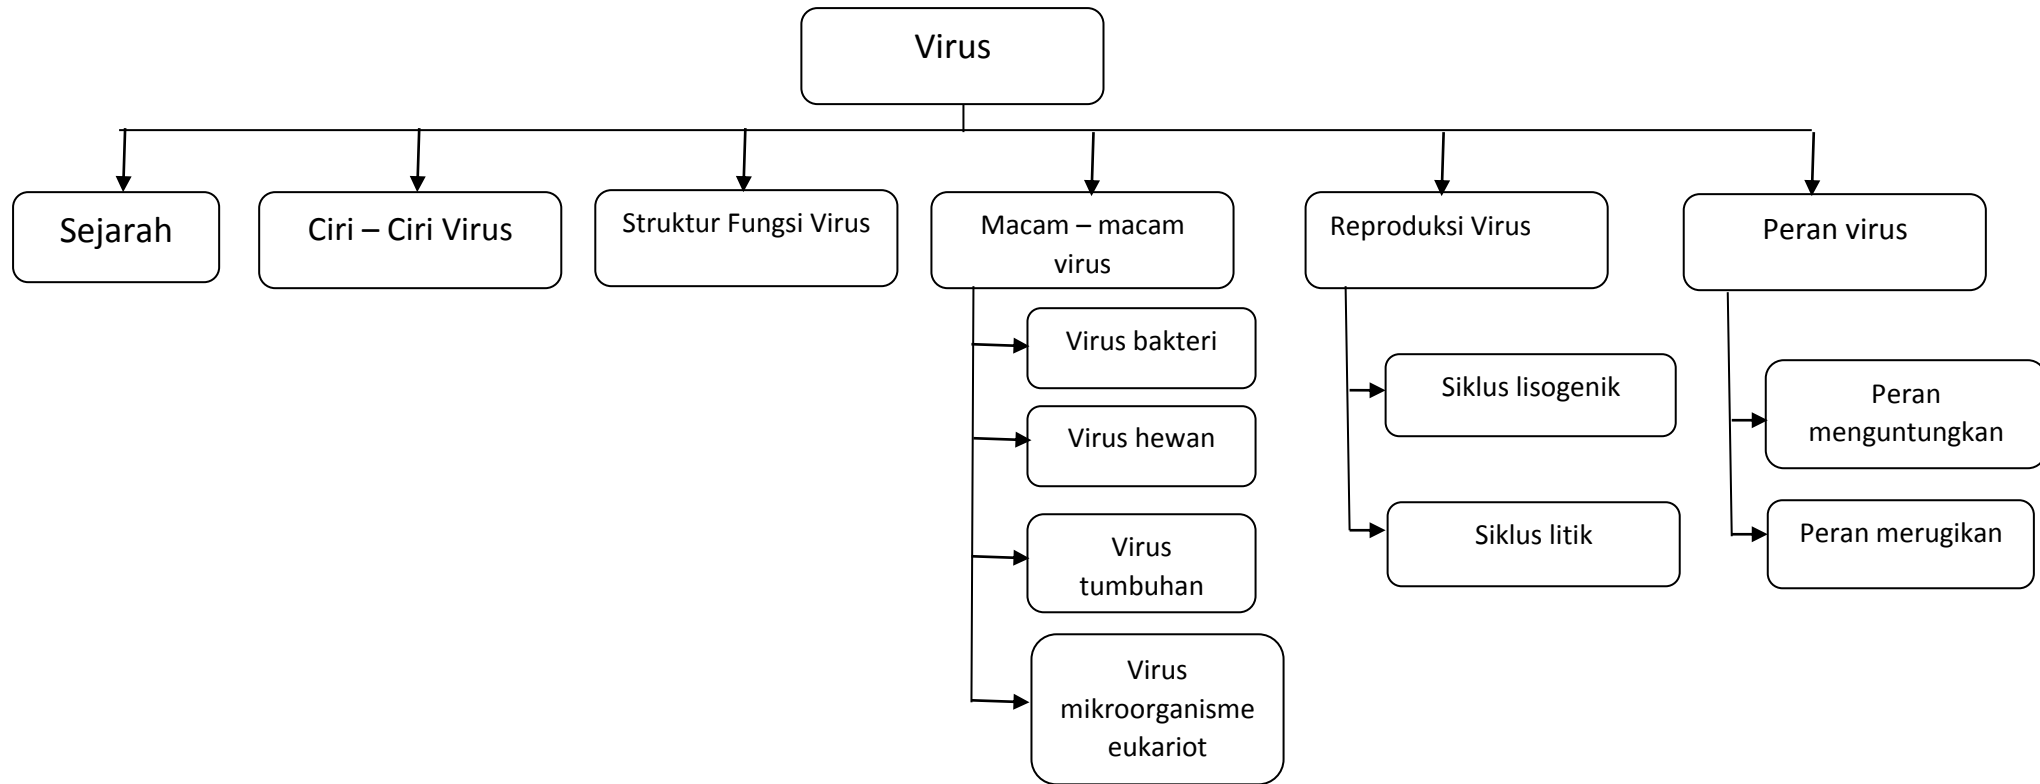 Virus
Sejarah
Ciri – Ciri Virus
Struktur Fungsi Virus
Macam – macam
virus
Reproduksi Virus
Peran virus
Virus bakteri
Virus hewan
Virus
tumbuhan
Virus
mikroorganisme
eukariot
Siklus lisogenik
Siklus litik
Peran
menguntungkan
Peran merugikan